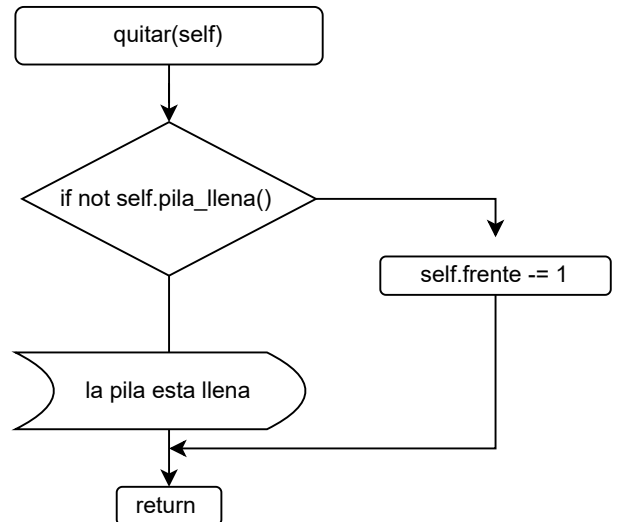 quitar(self)
if not self.pila_llena()
self.frente -= 1
la pila esta llena
return